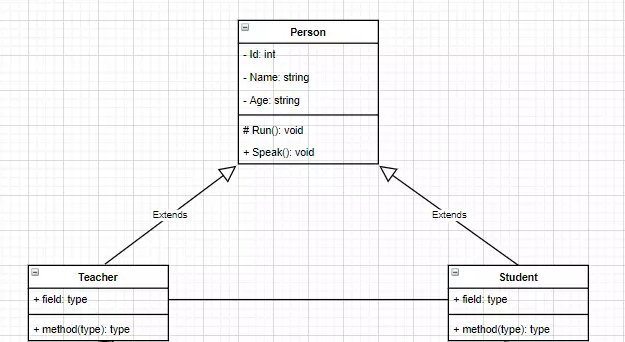 Person
- Id: int
- Name: string
- Age: string
# Run(): void
+ Speak(): void
Extends
Extends
Teacher
Student
+ field: type
+ field: type
+ method(type): type
+ method(type): type